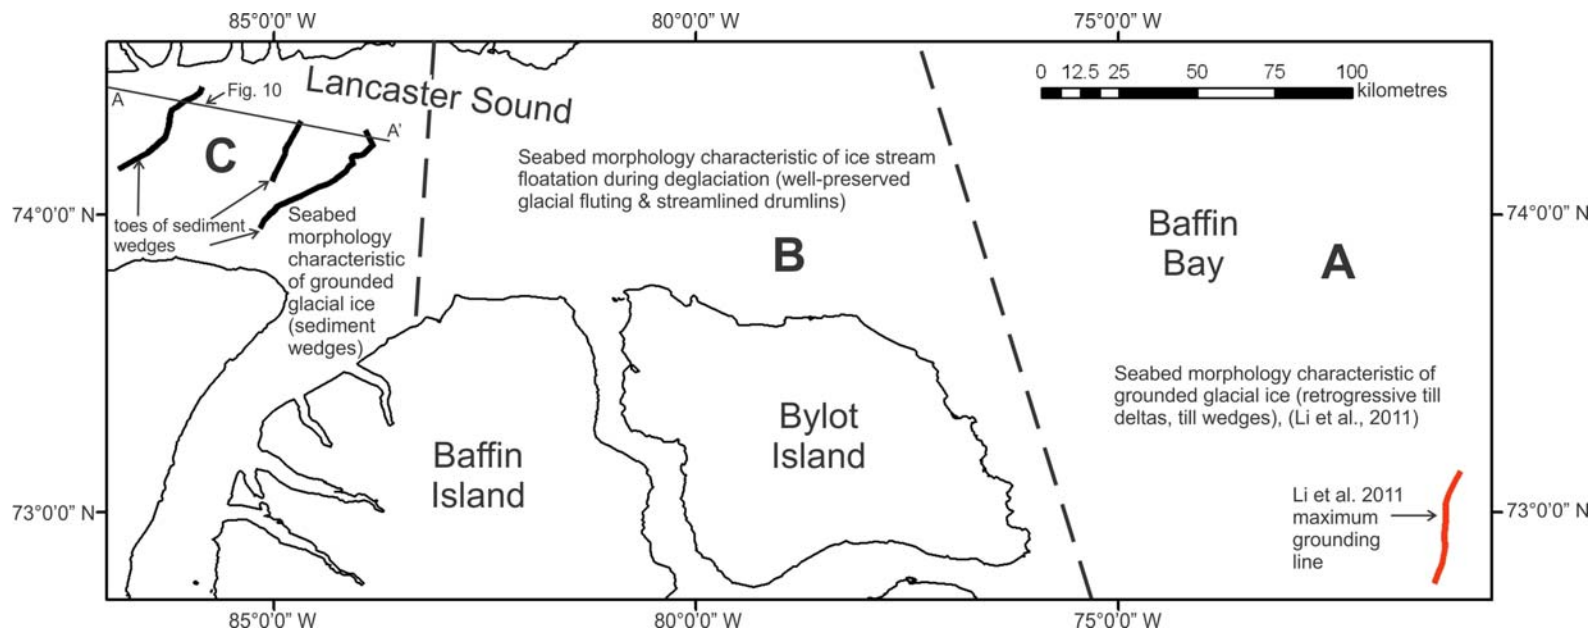 85°0'0" W
80°0'0" W
75°0'0" W
0 12.5 25 50 75 100
kilometres
A
Fig. 10
Lancaster Sound
A'
C
Seabed morphology characteristic of ice stream
floatation during deglaciation (well-preserved
glacial fluting & streamlined drumlins)
74°0'0" N
toes of sediment
wedges
Seabed
morphology
characteristic
of grounded
glacial ice
(sediment
wedges)
B
Baffin
Bay
A
74°0'0" N
Seabed morphology characteristic of
grounded glacial ice (retrogressive till
deltas, till wedges), (Li et al., 2011)
Baffin
Island
Bylot
Island
73°0'0" N
Li et al. 2011
maximum
grounding
line
73°0'0" N
85°0'0" W
80°0'0" W
75°0'0" W